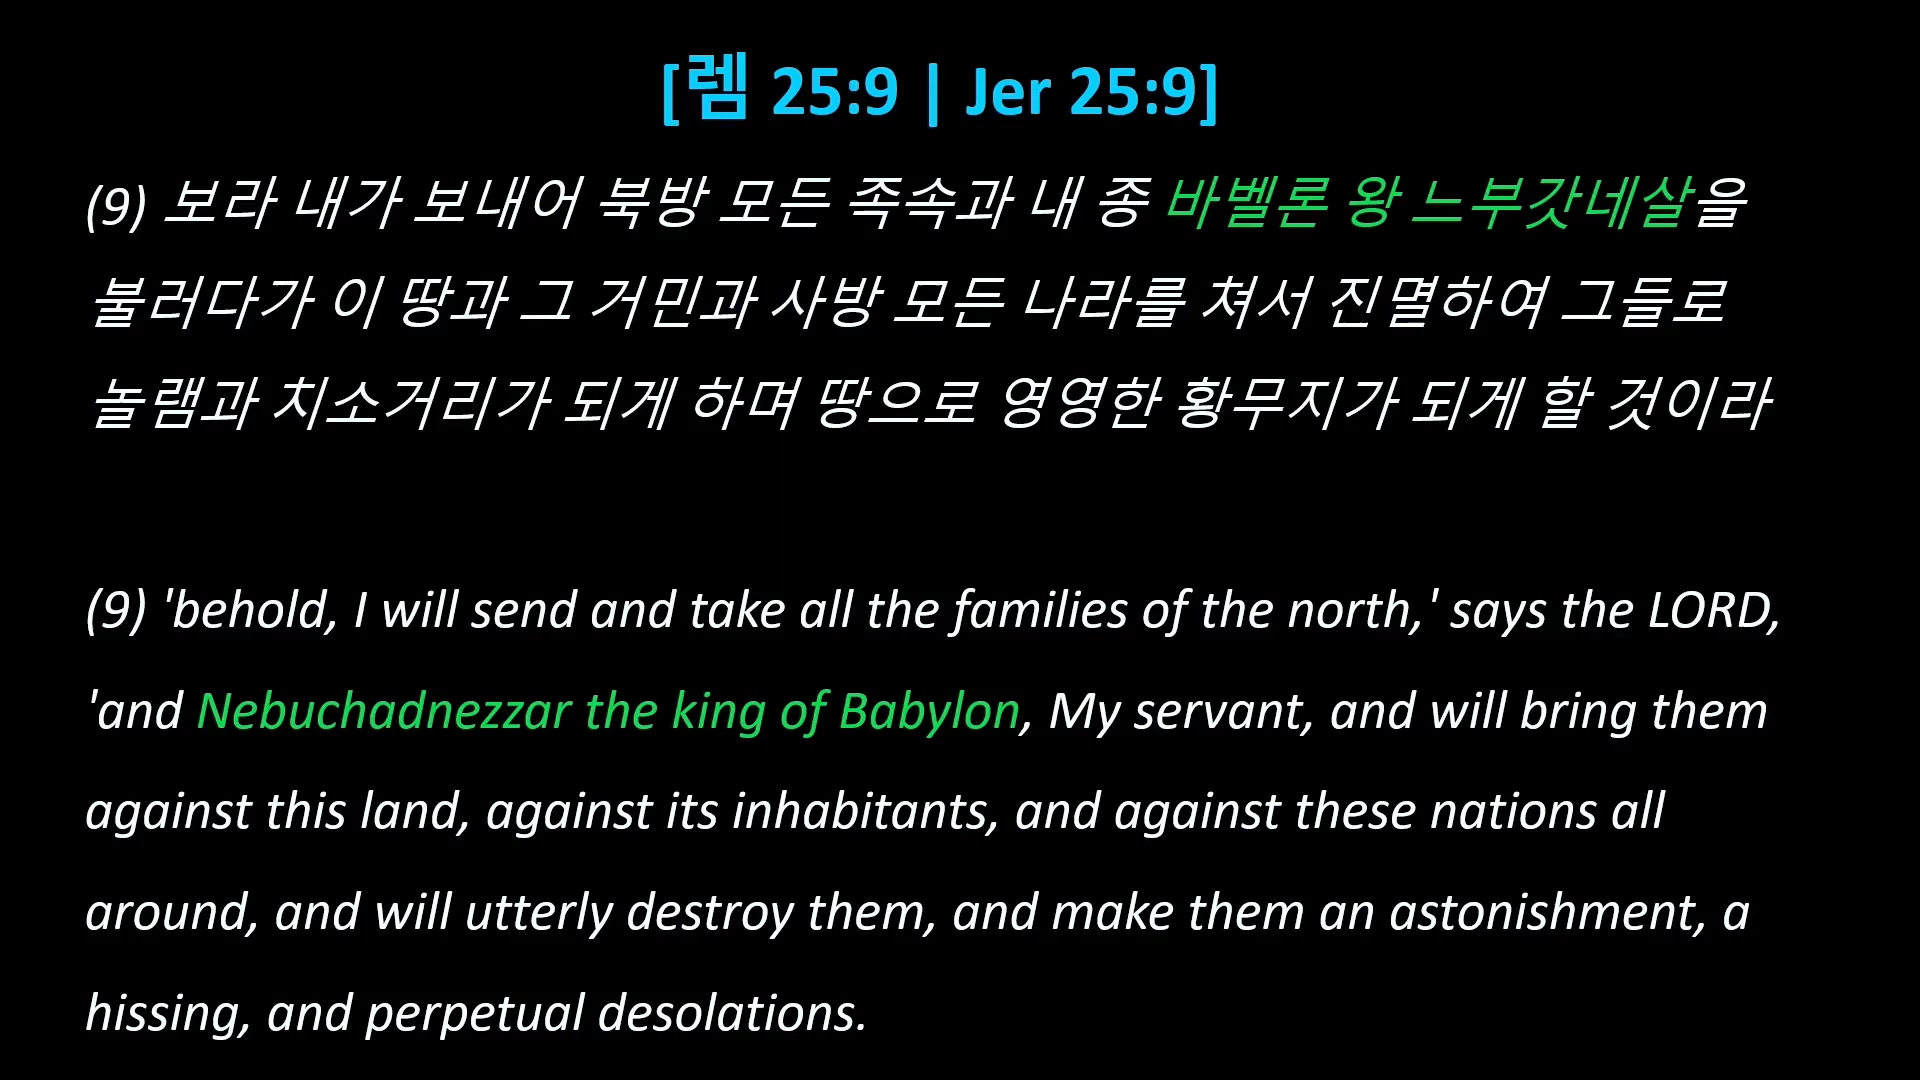 [렘 25:9 | Jer 25:9]
(9) 보라 내가 보내어 북방 모든 족속과 내 종 바벨론 왕 느부갓네살을
불러다가 이 땅과 그 거민과 사방 모든 나라를 쳐서 진멸하여 그들로
놀램과 치소거리가 되게 하며 땅으로 영영한 황무지가 되게 할 것이라
(9) 'behold, I will send and take all the families of the north,' says the LORD,
'and Nebuchadnezzar the king of Babylon, My servant, and will bring them
against this land, against its inhabitants, and against these nations all
around, and will utterly destroy them, and make them an astonishment, a
hissing, and perpetual desolations.